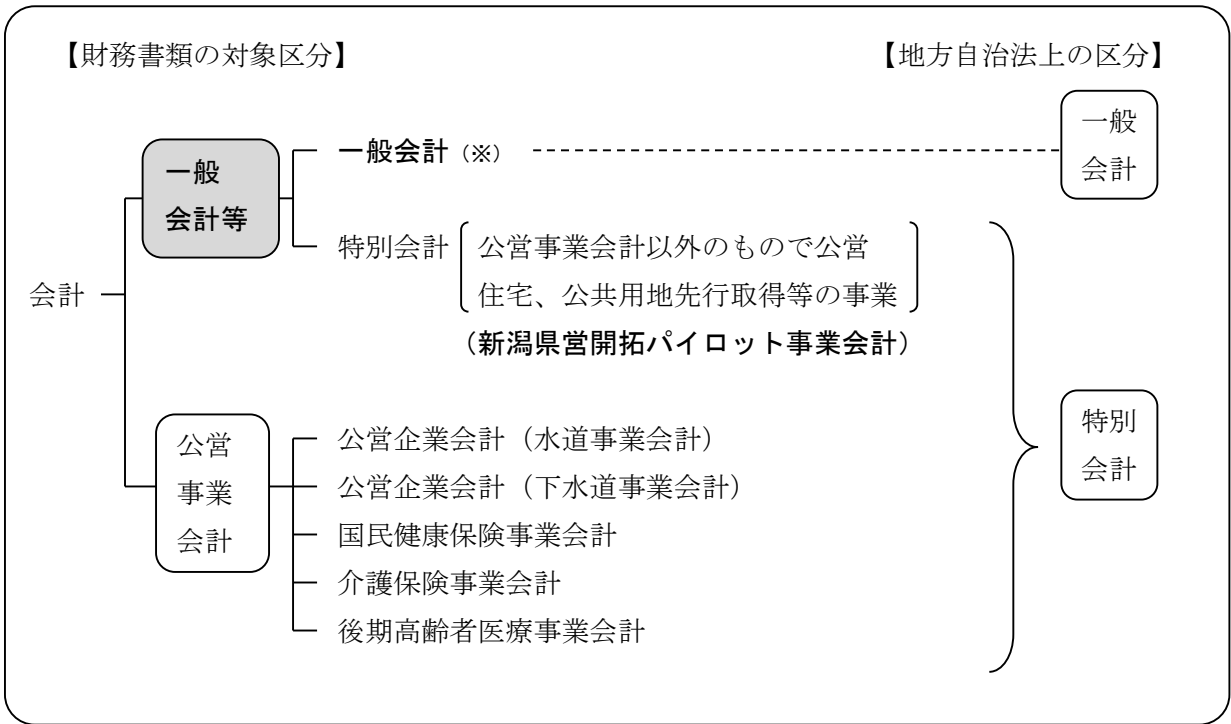 【財務書類の対象区分】
【地方自治法上の区分】
会計
一般
会計等
一般会計（※）
一般
会計
特別会計
公営事業会計以外のもので公営
住宅、公共用地先行取得等の事業
（新潟県営開拓パイロット事業会計）
公営
事業
会計
公営企業会計（水道事業会計）
公営企業会計（下水道事業会計）
国民健康保険事業会計
介護保険事業会計
後期高齢者医療事業会計
特別
会計